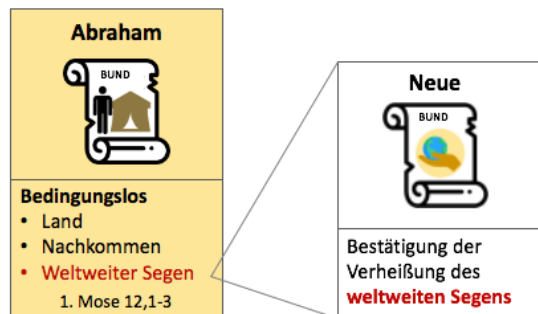 Abraham
BUND
Bedingungslos
• Land
• Nachkommen
• Weltweiter Segen
1. Mose 12,1-3
Neue
BUND
Bestätigung der
Verheißung des
weltweiten Segens